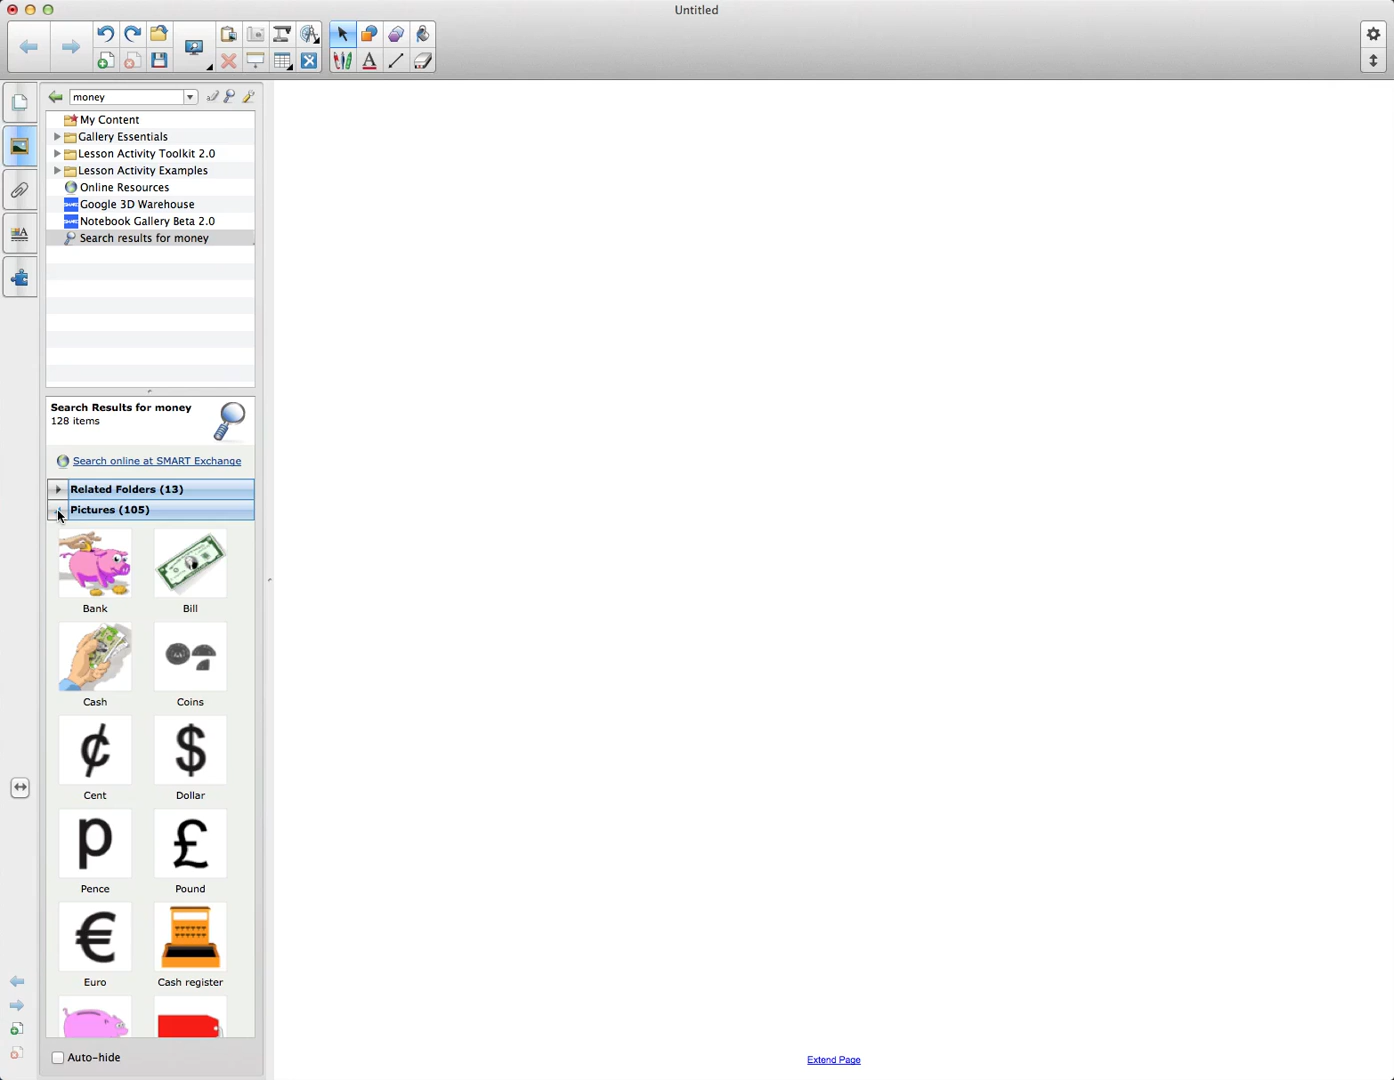 Untitled
money
My Content
Gallery Essentials
Lesson Activity Toolkit 2.0
Lesson Activity Examples
Online Resources
Google 3D Warehouse
Notebook Gallery Beta 2.0
Search results for money
Search Results for money
128 items
Search online at SMART Exchange
Related Folders (13)
Pictures (105)
Bank
Bill
Cash
Coins
¢
$
Cent
Dollar
p
£
Pence
Pound
€
Euro
Cash register
Auto-hide
Extend Page